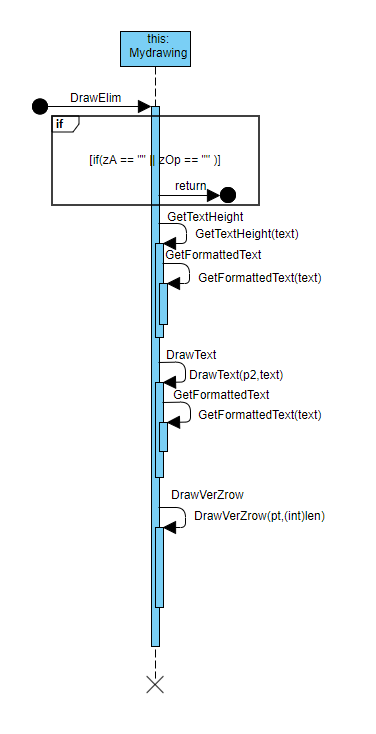 this:
Mydrawing
DrawElim
if
[if(zA == "" || zOp == "" )]
return
GetTextHeight
GetTextHeight(text)
GetFormattedText
GetFormattedText(text)
DrawText
DrawText(p2,text)
GetFormattedText
GetFormattedText(text)
DrawVerZrow
DrawVerZrow(pt,(int)len)